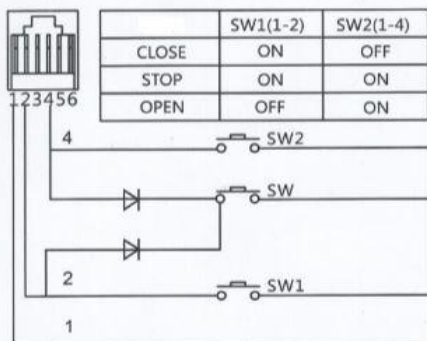 SW1(1-2) SW2(1-4)
CLOSE ON OFF
STOP ON ON
OPEN OFF ON
123456
4
SW2
SW
2
SW1
1